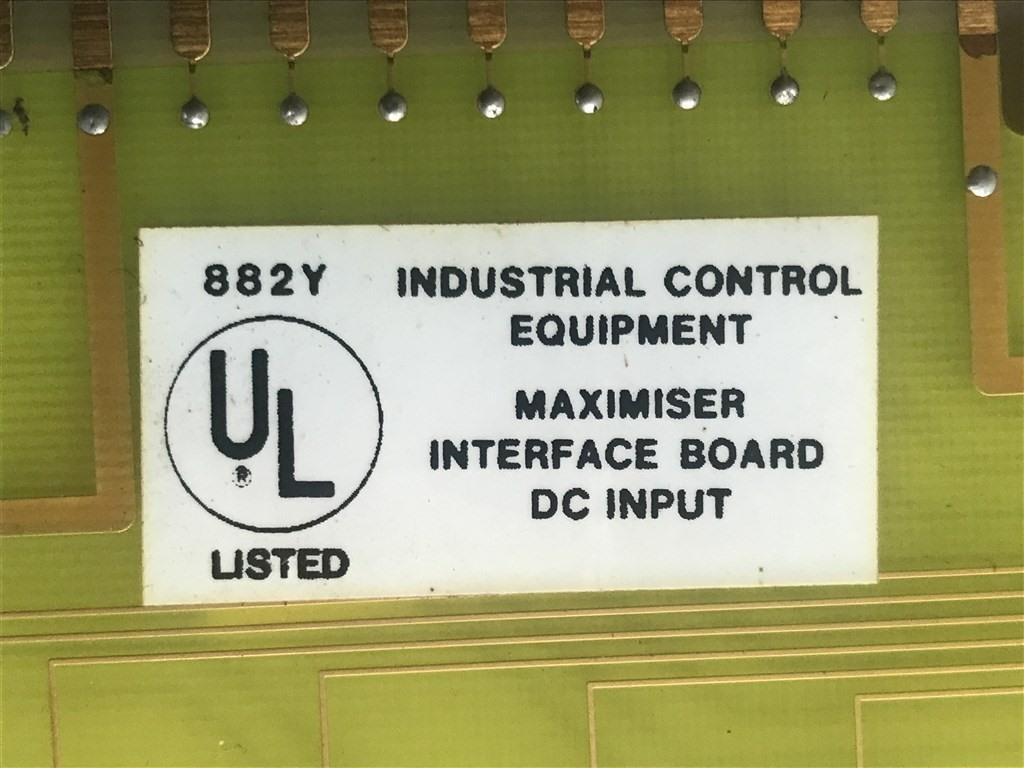 882Y
INDUSTRIAL CONTROL
EQUIPMENT
UL
®
LISTED
MAXIMISER
INTERFACE BOARD
DC INPUT